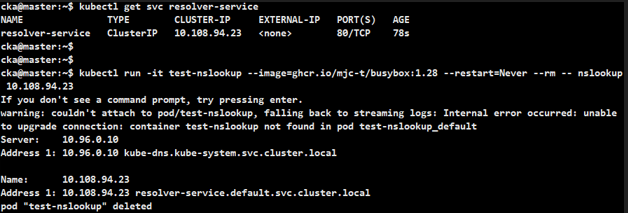 cka@master:~$ kubectl get svc resolver-service
NAME TYPE CLUSTER-IP EXTERNAL-IP PORT(S) AGE
resolver-service ClusterIP 10.108.94.23 <none> 80/TCP 78s
cka@master:~$
cka@master:~$
cka@master:~$ kubectl run -it test-nslookup --image=ghcr.io/mjc-t/busybox:1.28 --restart=Never --rm -- nslookup
10.108.94.23
If you don't see a command prompt, try pressing enter.
warning: couldn't attach to pod/test-nslookup, falling back to streaming logs: Internal error occurred: unable
to upgrade connection: container test-nslookup not found in pod test-nslookup_default
Server: 10.96.0.10
Address 1: 10.96.0.10 kube-dns.kube-system.svc.cluster.local
Name: 10.108.94.23
Address 1: 10.108.94.23 resolver-service.default.svc.cluster.local
pod "test-nslookup" deleted